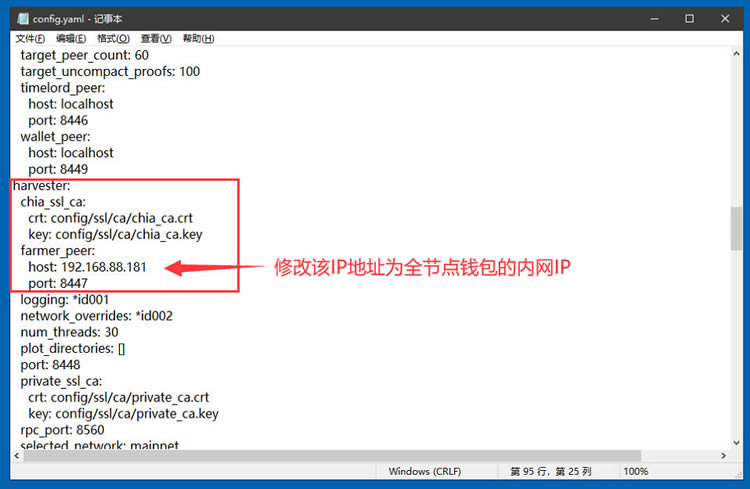 config.yaml - 记事本
文件(F) 编辑(E) 格式(O) 查看(V) 帮助(H)
target_peer_count: 60
target_uncompact_proofs: 100
timelord_peer:
host: localhost
port: 8446
wallet_peer:
host: localhost
port: 8449
harvester:
chia_ssl_ca:
crt: config/ssl/ca/chia_ca.crt
key: config/ssl/ca/chia_ca.key
farmer_peer:
host: 192.168.88.181
修改该IP地址为全节点钱包的内网IP
port: 8447
logging: *id001
network_overrides: *id002
num_threads: 30
plot_directories: []
port: 8448
private_ssl_ca:
crt: config/ssl/ca/private_ca.crt
key: config/ssl/ca/private_ca.key
rpc_port: 8560
selected_network: mainnet
Windows (CRLF) 第 95 行，第 25 列 100%